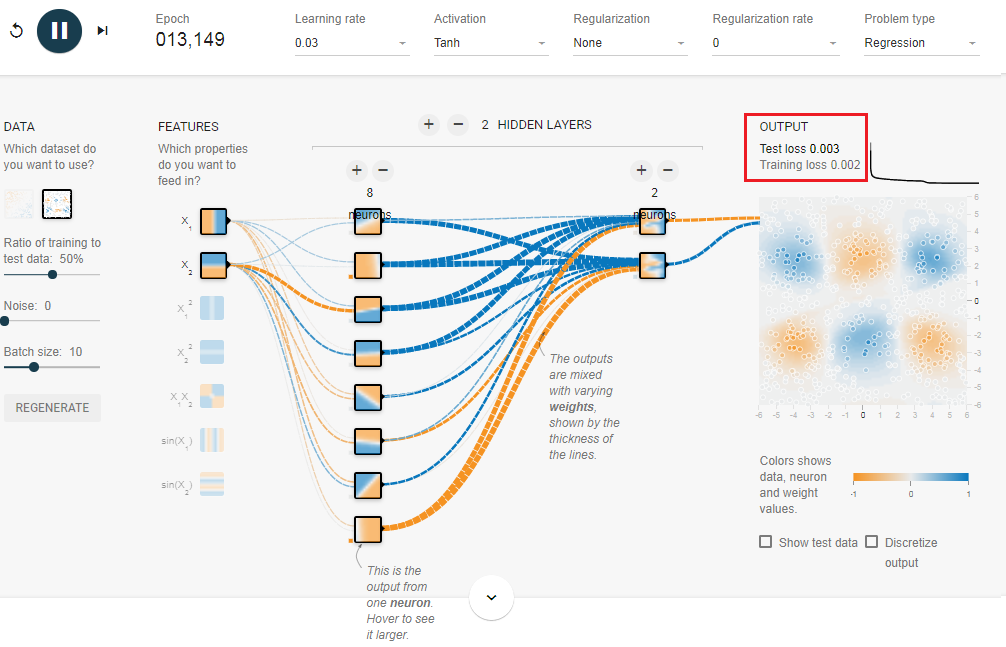 Epoch
013,149
Learning rate
0.03
Activation
Tanh
Regularization
None
Regularization rate
0
Problem type
Regression
DATA
Which dataset do
you want to use?
Ratio of training to
test data: 50%
Noise: 0
Batch size: 10
REGENERATE
FEATURES
Which properties
do you want to
feed in?
X1
X2
X1^2
X2^2
X1X2
sin(X1)
sin(X2)
+ − 2 HIDDEN LAYERS
+ −
8
neurons
+ −
2
neurons
The outputs
are mixed
with varying
weights,
shown by the
thickness of
the lines.
This is the
output from
one neuron.
Hover to see
it larger.
OUTPUT
Test loss 0.003
Training loss 0.002
6
5
4
3
2
1
0
-1
-2
-3
-4
-5
-6
-6 -5 -4 -3 -2 -1 0 1 2 3 4 5 6
Colors shows
data, neuron
and weight
values.
-1 0 1
Show test data
Discretize
output